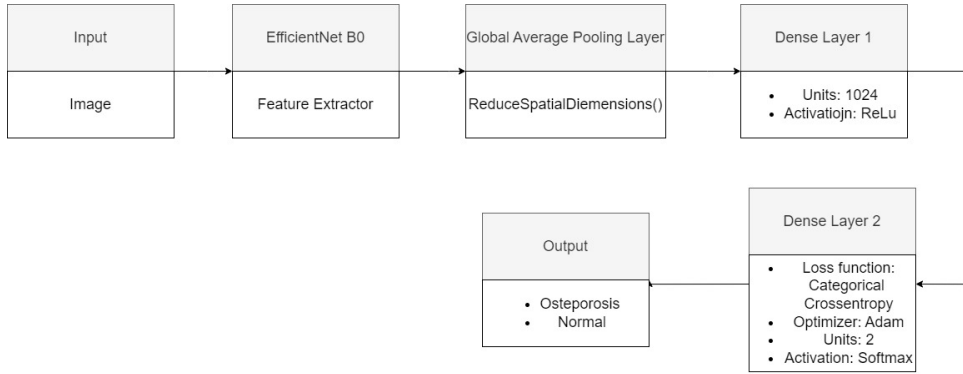 Input
Image
EfficientNet B0
Feature Extractor
Global Average Pooling Layer
ReduceSpatialDiemensions()
Dense Layer 1
• Units: 1024
• Activatiojn: ReLu
Dense Layer 2
• Loss function:
Categorical
Crossentropy
• Optimizer: Adam
• Units: 2
• Activation: Softmax
Output
• Osteporosis
• Normal